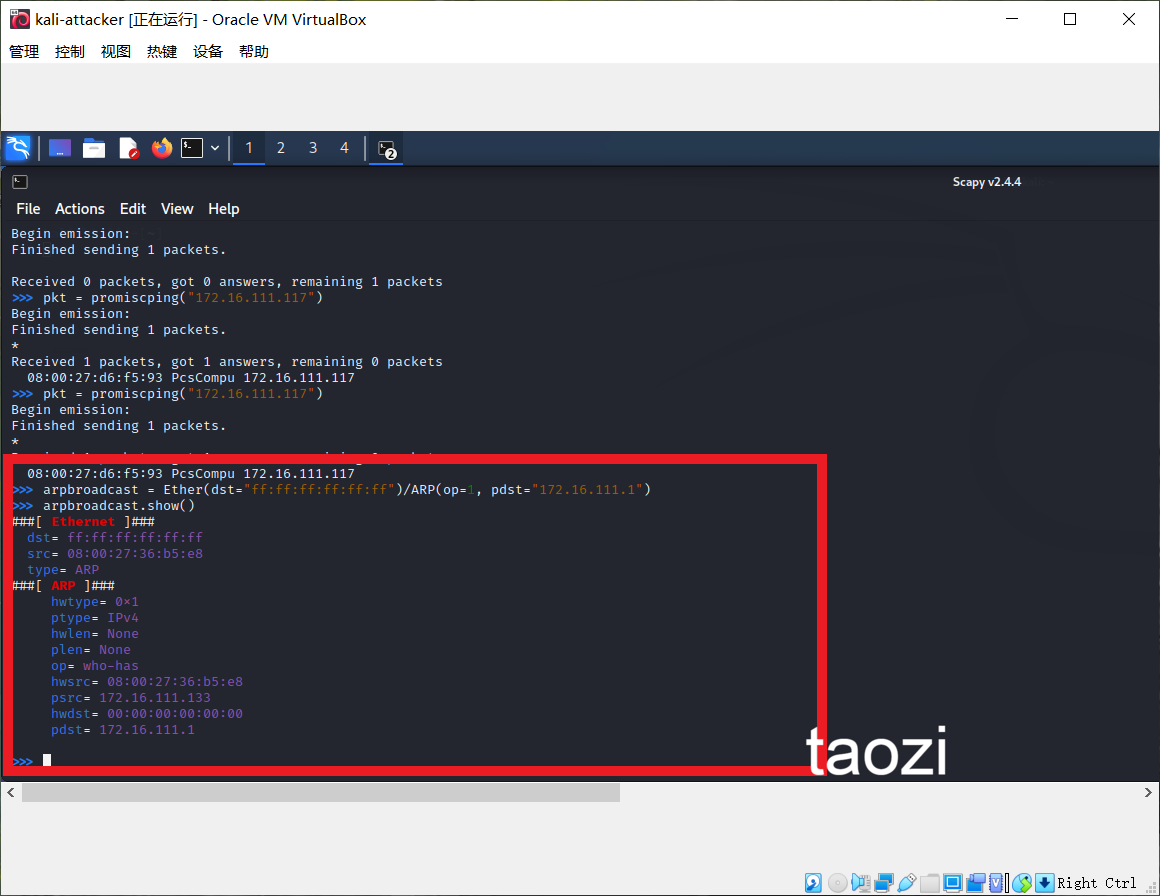 kali-attacker [正在运行] - Oracle VM VirtualBox
管理 控制 视图 热键 设备 帮助
1 2 3 4 2
Scapy v2.4.4
File Actions Edit View Help
Begin emission:
Finished sending 1 packets.
Received 0 packets, got 0 answers, remaining 1 packets
>>> pkt = promiscping("172.16.111.117")
Begin emission:
Finished sending 1 packets.
*
Received 1 packets, got 1 answers, remaining 0 packets
08:00:27:d6:f5:93 PcsCompu 172.16.111.117
>>> pkt = promiscping("172.16.111.117")
Begin emission:
Finished sending 1 packets.
*
08:00:27:d6:f5:93 PcsCompu 172.16.111.117
>>> arpbroadcast = Ether(dst="ff:ff:ff:ff:ff:ff")/ARP(op=1, pdst="172.16.111.1")
>>> arpbroadcast.show()
###[ Ethernet ]###
dst= ff:ff:ff:ff:ff:ff
src= 08:00:27:36:b5:e8
type= ARP
###[ ARP ]###
hwtype= 0×1
ptype= IPv4
hwlen= None
plen= None
op= who-has
hwsrc= 08:00:27:36:b5:e8
psrc= 172.16.111.133
hwdst= 00:00:00:00:00:00
pdst= 172.16.111.1
>>>
taozi
Right Ctrl